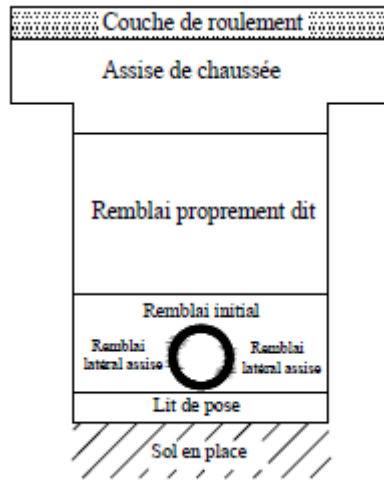 Couche de roulement
Assise de chaussée
Remblai proprement dit
Remblai initial
Remblai
latéral assise
Remblai
latéral assise
Lit de pose
Sol en place